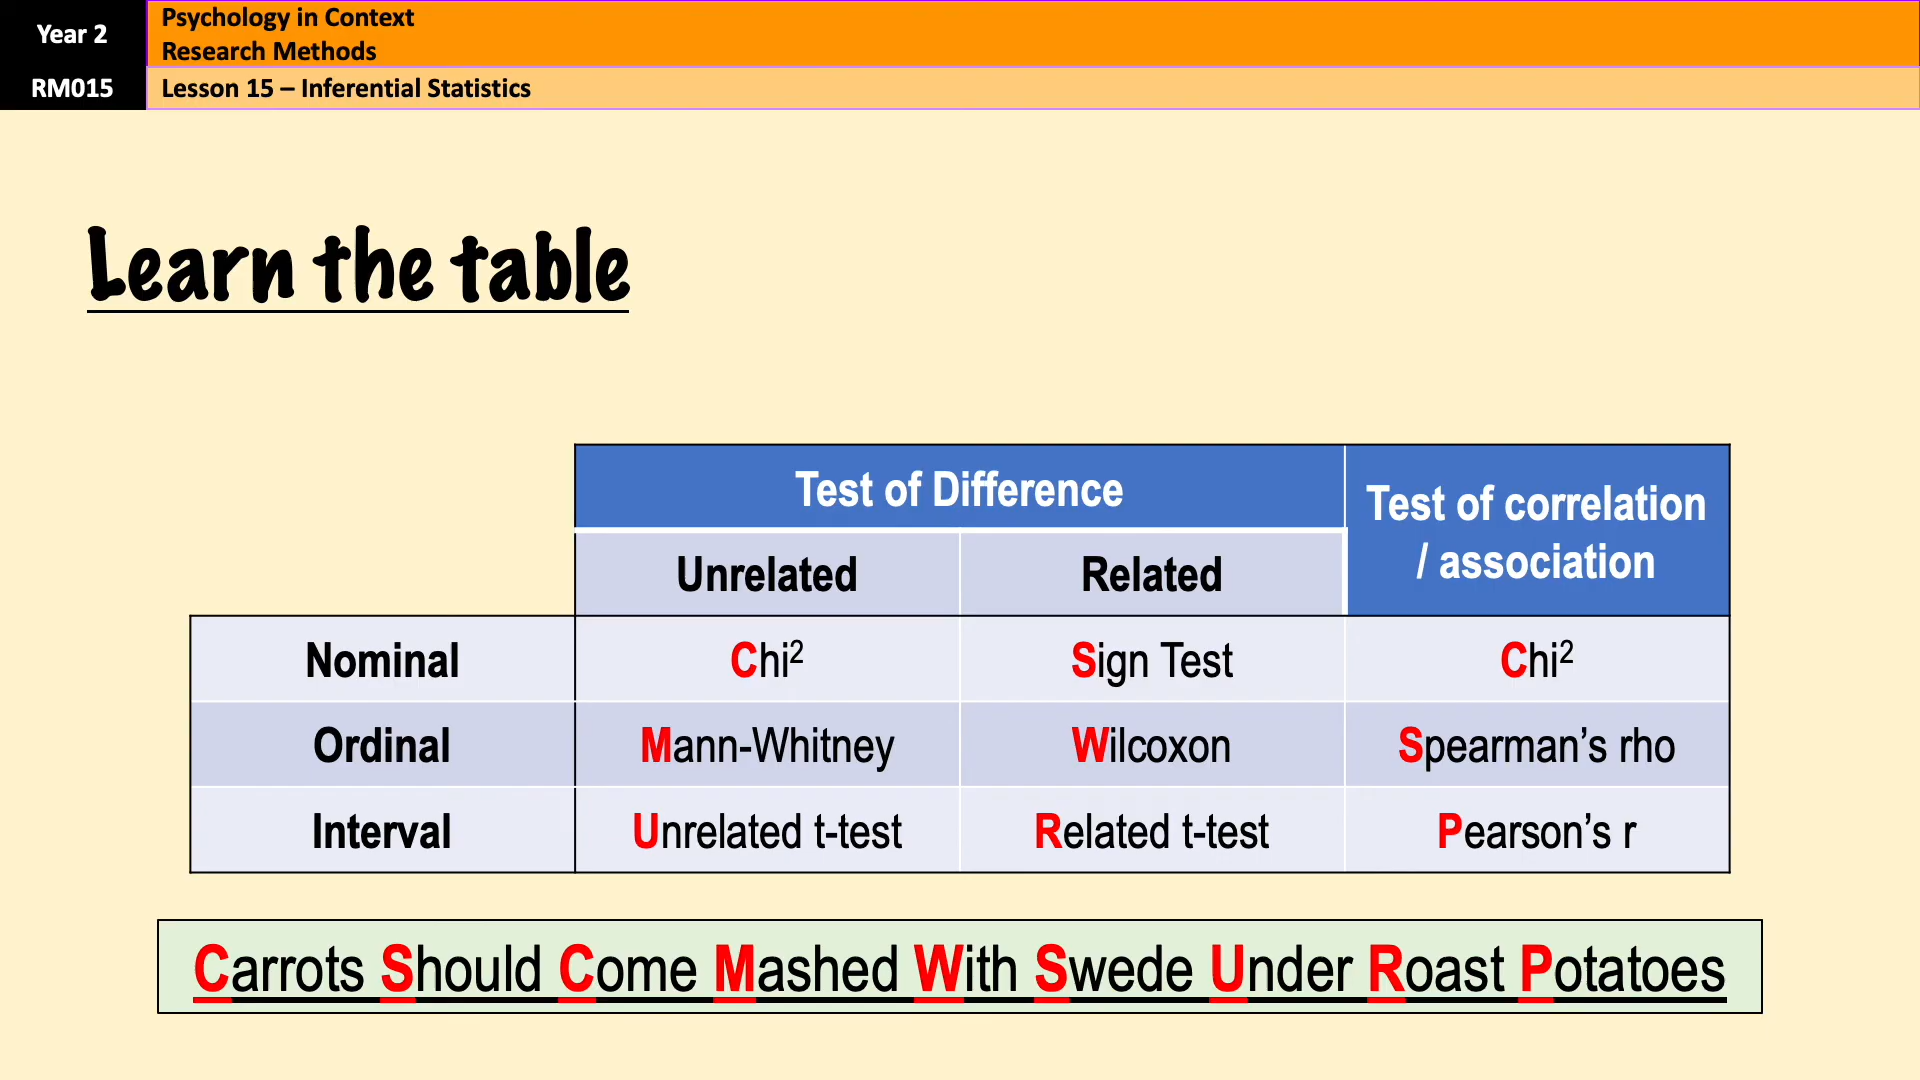 Year 2
Psychology in Context
Research Methods
RM015
Lesson 15 – Inferential Statistics
Learn the table
Test of Difference
Test of correlation
/ association
Unrelated
Related
Nominal
Chi²
Sign Test
Chi²
Ordinal
Mann-Whitney
Wilcoxon
Spearman’s rho
Interval
Unrelated t-test
Related t-test
Pearson’s r
Carrots Should Come Mashed With Swede Under Roast Potatoes